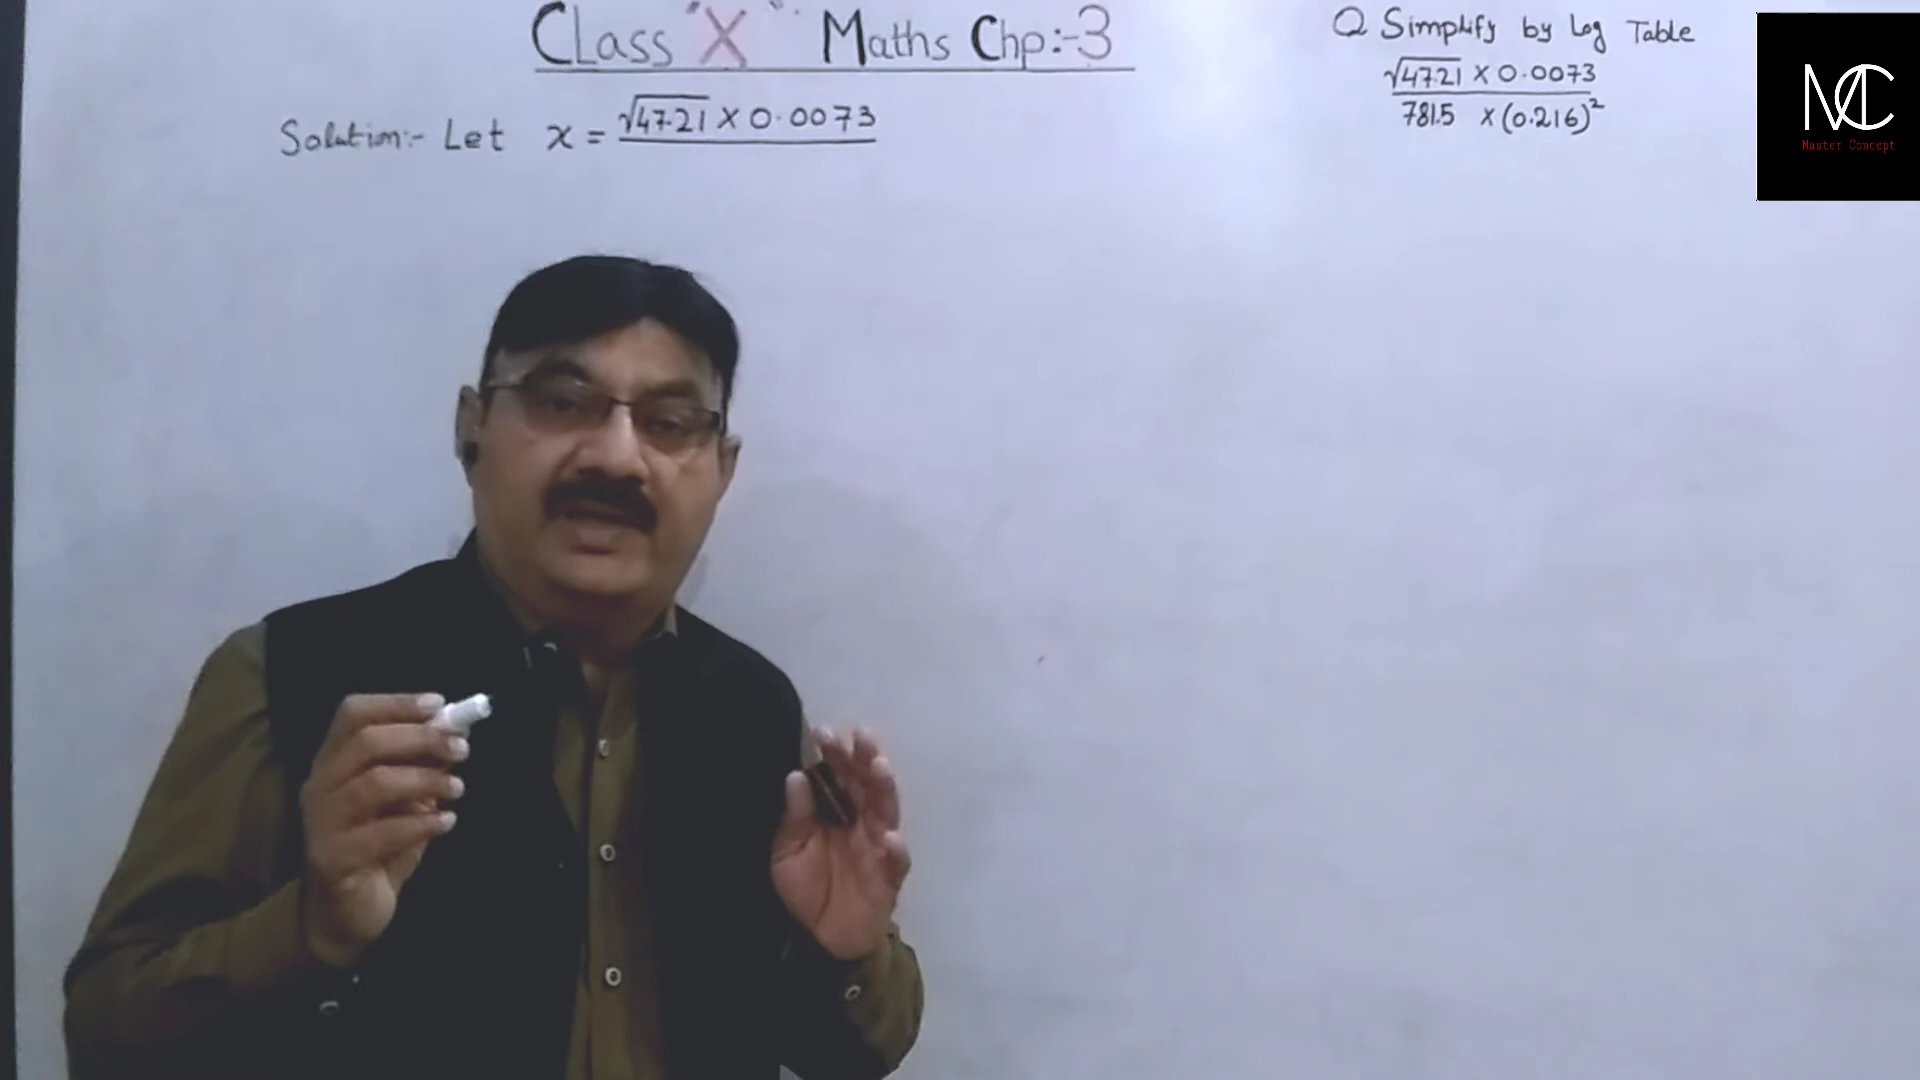 Class "X" Maths Chp:-3
Q Simplify by Log Table
√47.21 × 0.0073
781.5 × (0.216)²
Solution:- Let x = √47.21 × 0.0073
MC
Master Concept